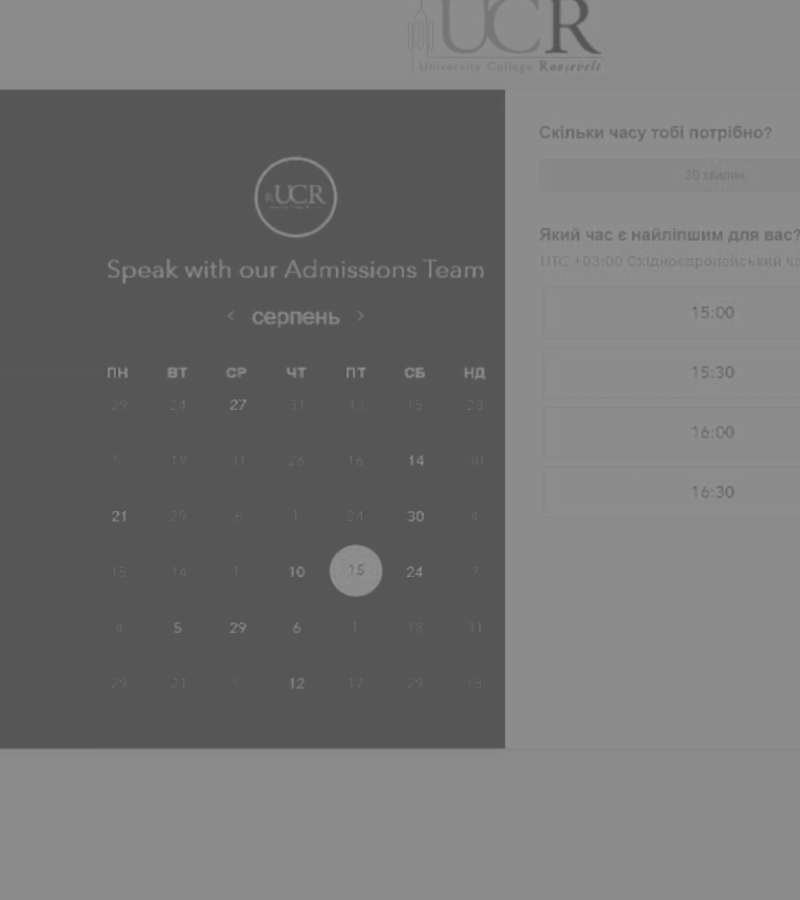 UCR
University College Roosevelt
UCR
Speak with our Admissions Team
‹ серпень ›
ПН ВТ СР ЧТ ПТ СБ НД
29 24 27 31 13 15 28
5 19 31 26 16 14 30
21 29 6 1 24 30 4
15 14 1 10 15 24 7
4 5 29 6 1 18 31
29 21 5 12 17 29 15
Скільки часу тобі потрібно?
30 хвилин
Який час є найліпшим для вас?
UTC +03:00 Східноєвропейський
15:00
15:30
16:00
16:30